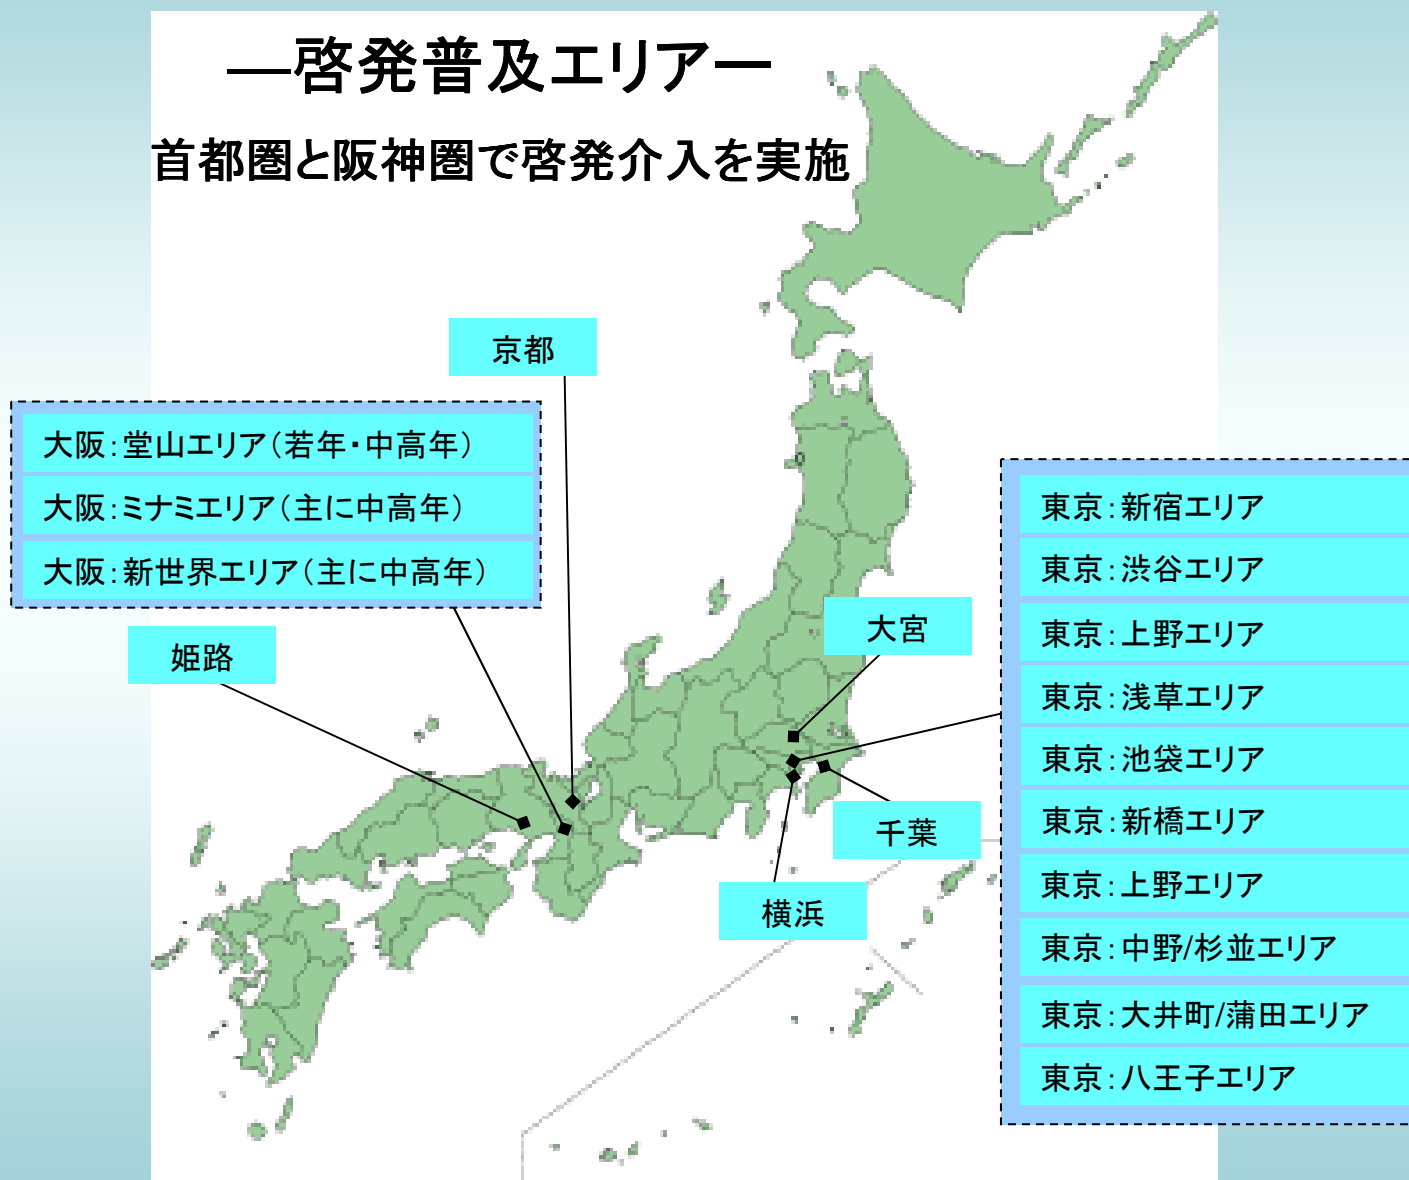 ―啓発普及エリアー
首都圏と阪神圏で啓発介入を実施
京都
大阪：堂山エリア（若年・中高年）
大阪：ミナミエリア（主に中高年）
大阪：新世界エリア（主に中高年）
姫路
大宮
千葉
横浜
東京：新宿エリア
東京：渋谷エリア
東京：上野エリア
東京：浅草エリア
東京：池袋エリア
東京：新橋エリア
東京：上野エリア
東京：中野/杉並エリア
東京：大井町/蒲田エリア
東京：八王子エリア